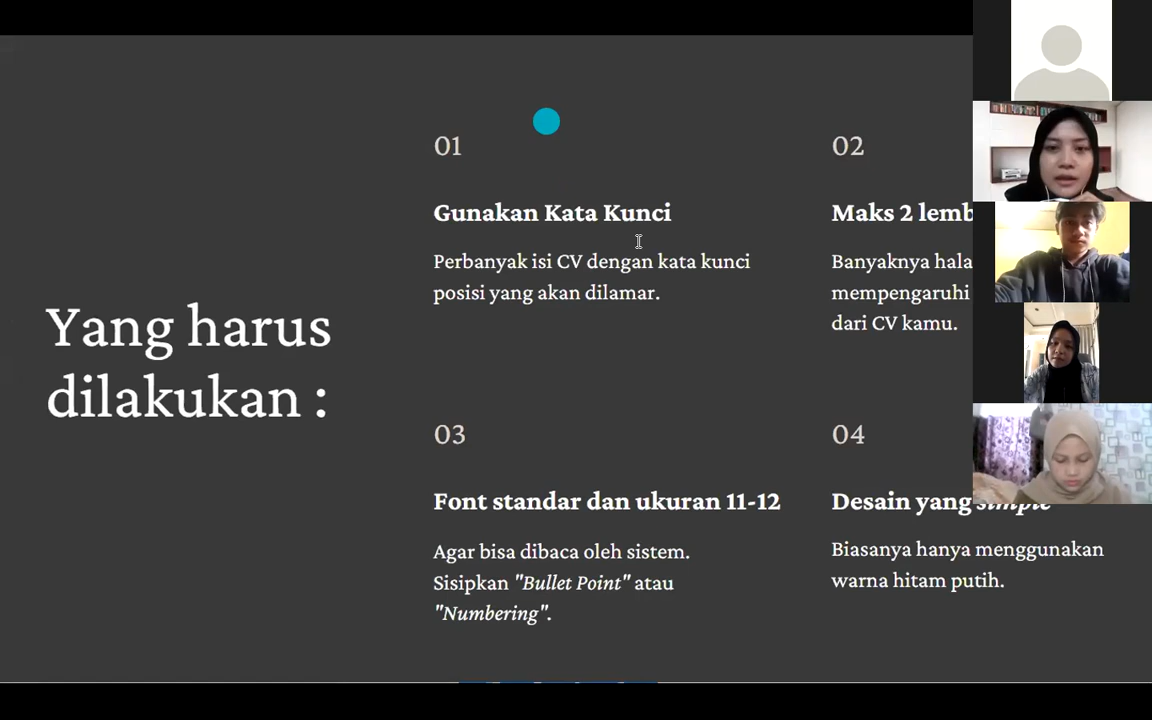 Yang harus
dilakukan :
01
Gunakan Kata Kunci
Perbanyak isi CV dengan kata kunci
posisi yang akan dilamar.
02
Maks 2
Banyaknya
mempengaruhi
dari CV kamu.
03
Font standar dan ukuran 11-12
Agar bisa dibaca oleh sistem.
Sisipkan "Bullet Point" atau
"Numbering".
04
Desain yang simple
Biasanya hanya menggunakan
warna hitam putih.